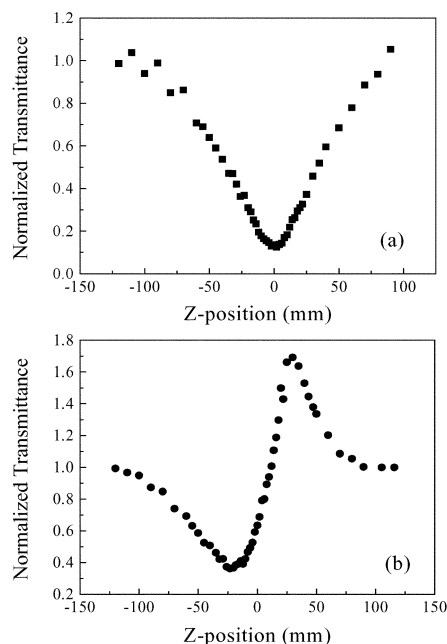 1.2
1.0
0.8
0.6
0.4
0.2
0.0
Normalized Transmittance
(a)
-150 -100 -50 0 50 100
Z-position (mm)
1.8
1.6
1.4
1.2
1.0
0.8
0.6
0.4
0.2
Normalized Transmittance
(b)
-150 -100 -50 0 50 100 150
Z-position (mm)